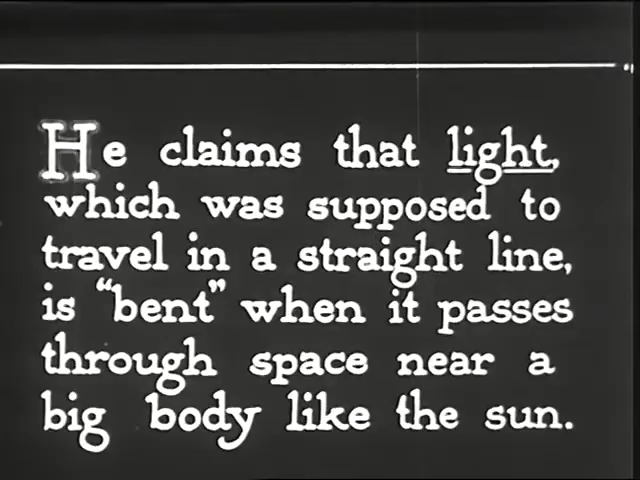 He claims that light,
which was supposed to
travel in a straight line,
is "bent" when it passes
through space near a
big body like the sun.